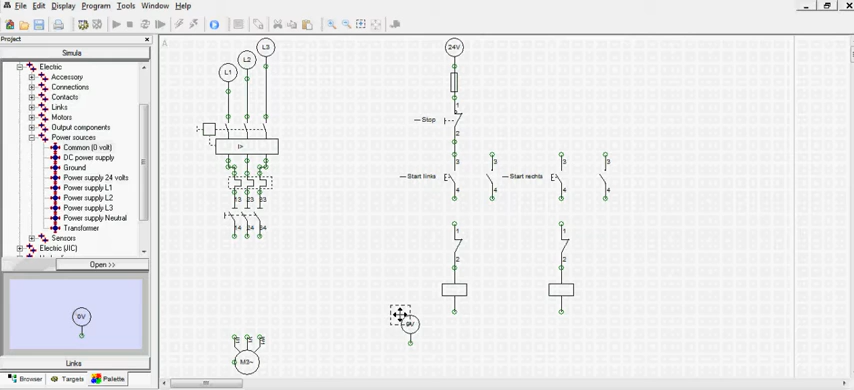 File Edit Display Program Tools Window Help
Project
Simula
Electric
Accessory
Connections
Contacts
Links
Motors
Output components
Power sources
Common (0 volt)
DC power supply
Ground
Power supply 24 volts
Power supply L1
Power supply L2
Power supply L3
Power supply Neutral
Transformer
Sensors
Electric (JIC)
Open >>
0V
Links
Browser Targets Palette
A
L1
L2
L3
I>
13 23 33
14 24 34
M3~
24V
Stop
1
2
Start links
3
4
3
4
Start rechts
3
4
3
4
1
2
1
2
0V